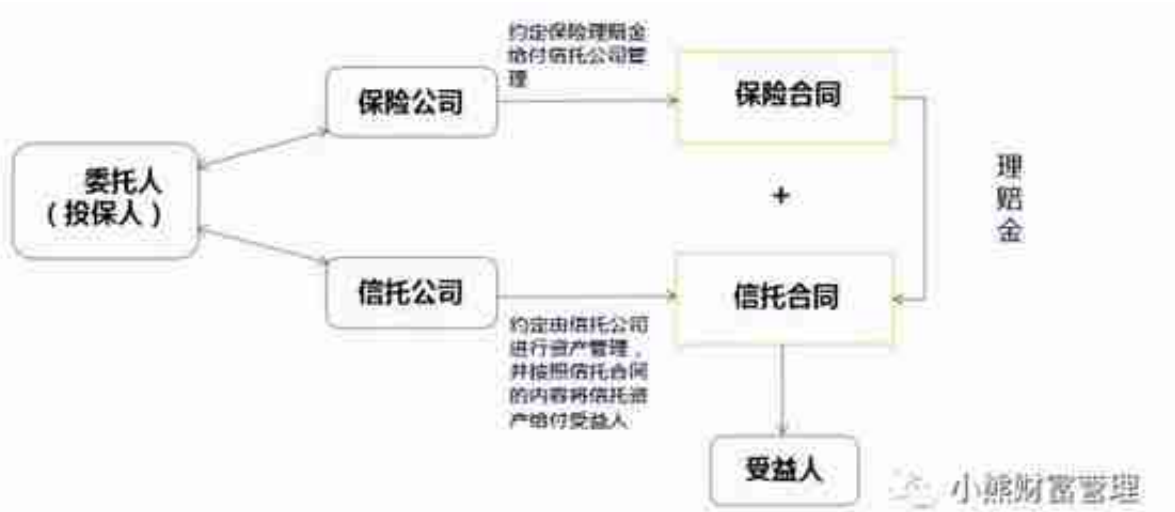 约定保险理赔金
给付信托公司管
理
保险公司
保险合同
委托人
（投保人）
+
理
赔
金
信托公司
信托合同
约定由信托公司
进行资产管理，
并按照信托合同
的内容将信托资
产给付受益人
受益人
小熊财富管理